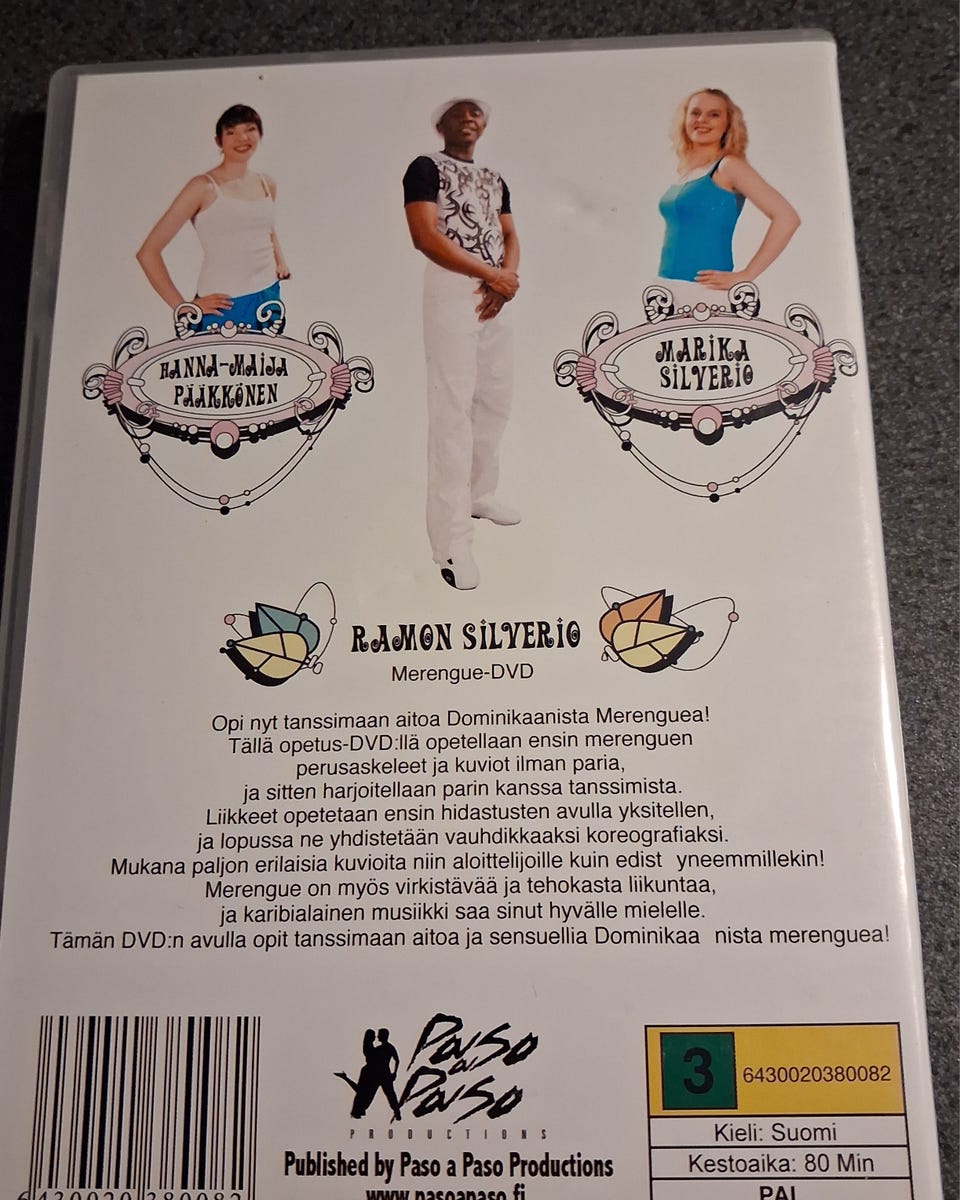 HANNA-MAIJA
PÄÄKKÖNEN
MARIKA
SILVERIO
RAMON SILVERIO
Merengue-DVD
Opi nyt tanssimaan aitoa Dominikaanista Merenguea!
Tällä opetus-DVD:llä opetellaan ensin merenguen
perusaskeleet ja kuviot ilman paria,
ja sitten harjoitellaan parin kanssa tanssimista.
Liikkeet opetetaan ensin hidastusten avulla yksitellen,
ja lopussa ne yhdistetään vauhdikkaaksi koreografiaksi.
Mukana paljon erilaisia kuvioita niin aloittelijoille kuin edist yneemmillekin!
Merengue on myös virkistävää ja tehokasta liikuntaa,
ja karibialainen musiikki saa sinut hyvälle mielelle.
Tämän DVD:n avulla opit tanssimaan aitoa ja sensuellia Dominikaa nista merenguea!
Paso
a
Paso
PRODUCTIONS
Published by Paso a Paso Productions
www.pasoapaso.fi
6430020380082
3
6430020380082
Kieli: Suomi
Kestoaika: 80 Min
PAL